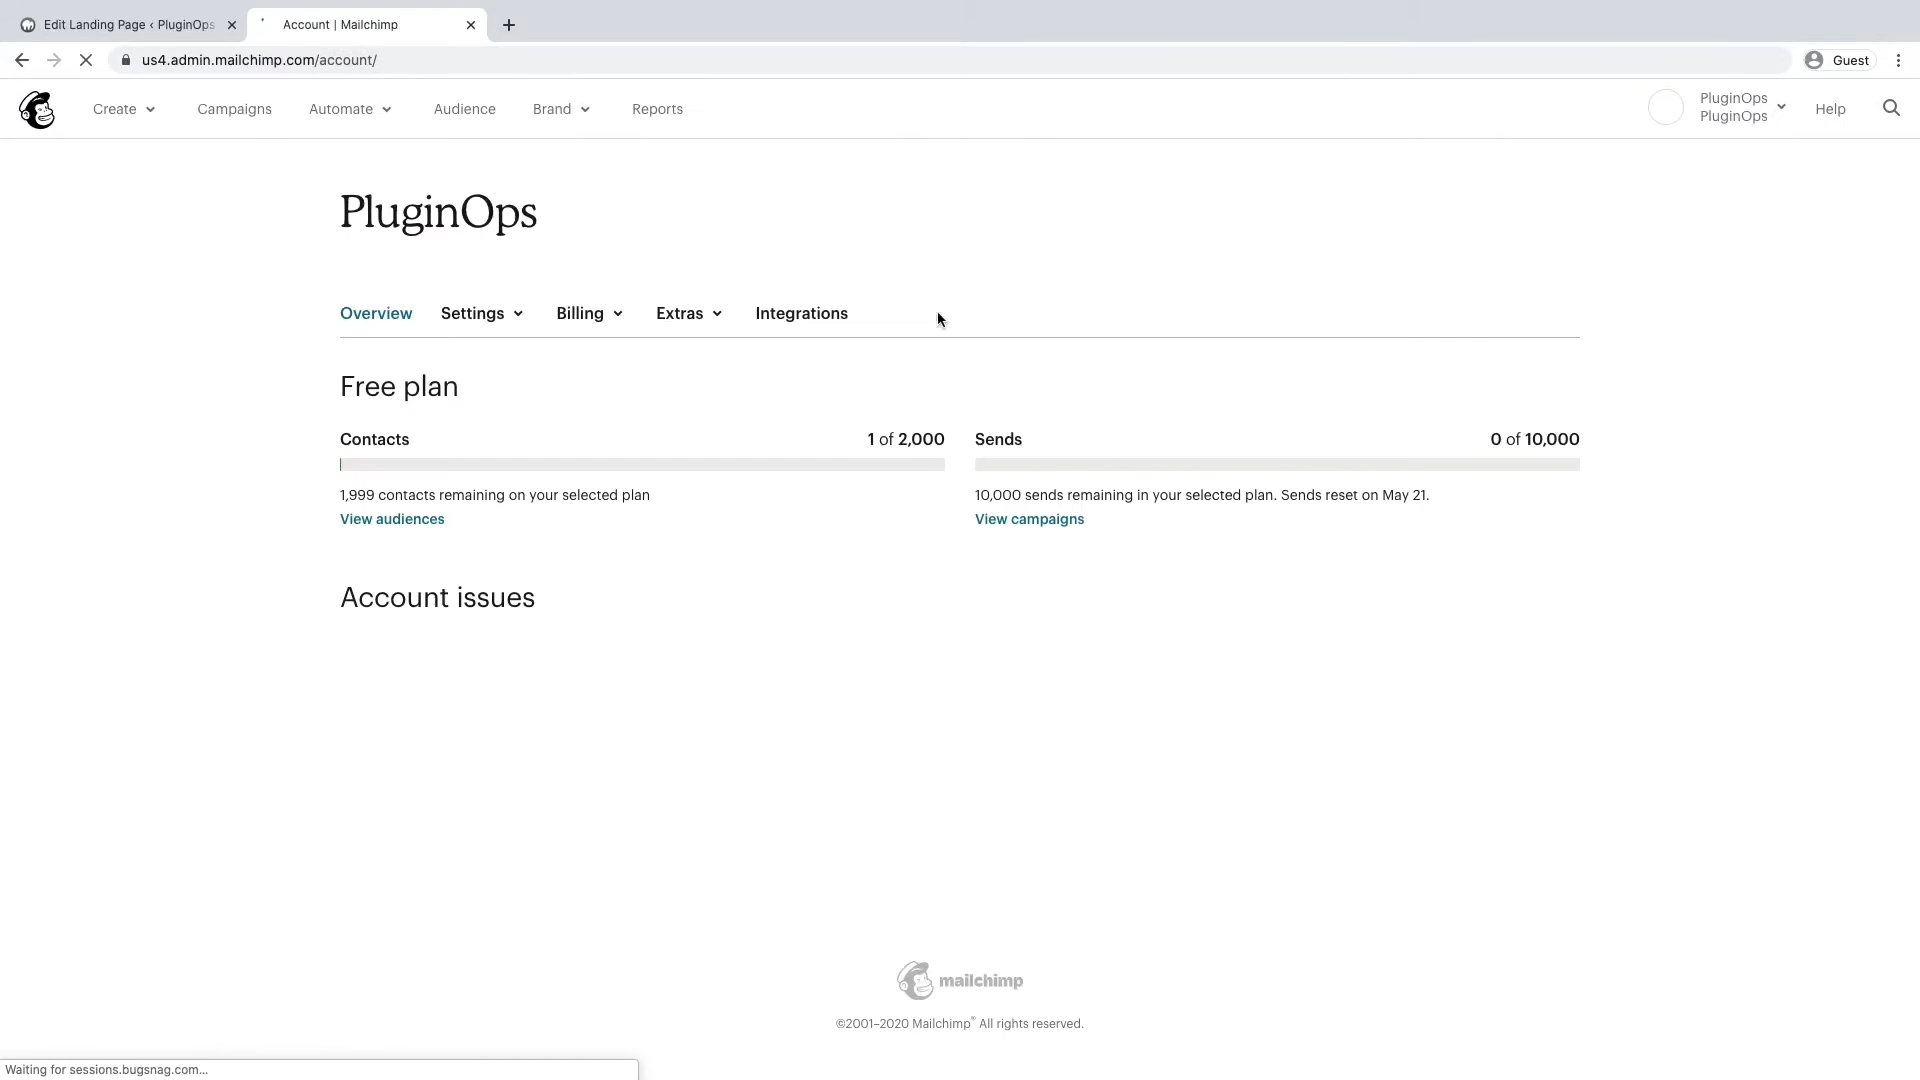 Edit Landing Page ‹ PluginOps
Account | Mailchimp
us4.admin.mailchimp.com/account/
Guest
Create
Campaigns
Automate
Audience
Brand
Reports
PluginOps
PluginOps
Help
PluginOps
Overview
Settings
Billing
Extras
Integrations
Free plan
Contacts
1 of 2,000
1,999 contacts remaining on your selected plan
View audiences
Sends
0 of 10,000
10,000 sends remaining in your selected plan. Sends reset on May 21.
View campaigns
Account issues
mailchimp
©2001–2020 Mailchimp® All rights reserved.
Waiting for sessions.bugsnag.com...